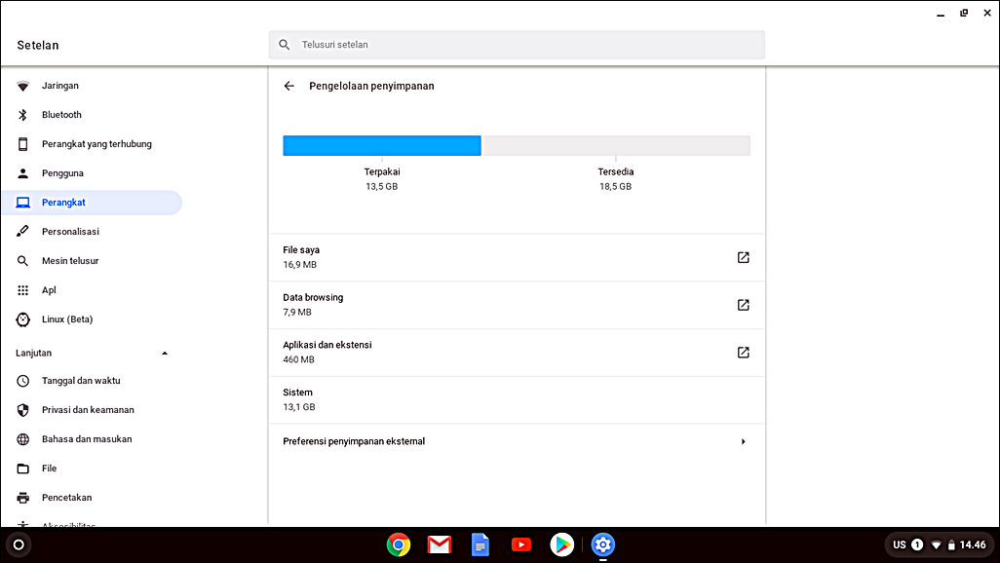 Setelan
Telusuri setelan
Jaringan
Bluetooth
Perangkat yang terhubung
Pengguna
Perangkat
Personalisasi
Mesin telusur
Apl
Linux (Beta)
Lanjutan
Tanggal dan waktu
Privasi dan keamanan
Bahasa dan masukan
File
Pencetakan
Aksesibilitas
Pengelolaan penyimpanan
Terpakai
13,5 GB
Tersedia
18,5 GB
File saya
16,9 MB
Data browsing
7,9 MB
Aplikasi dan ekstensi
460 MB
Sistem
13,1 GB
Preferensi penyimpanan eksternal
US 1 14.46